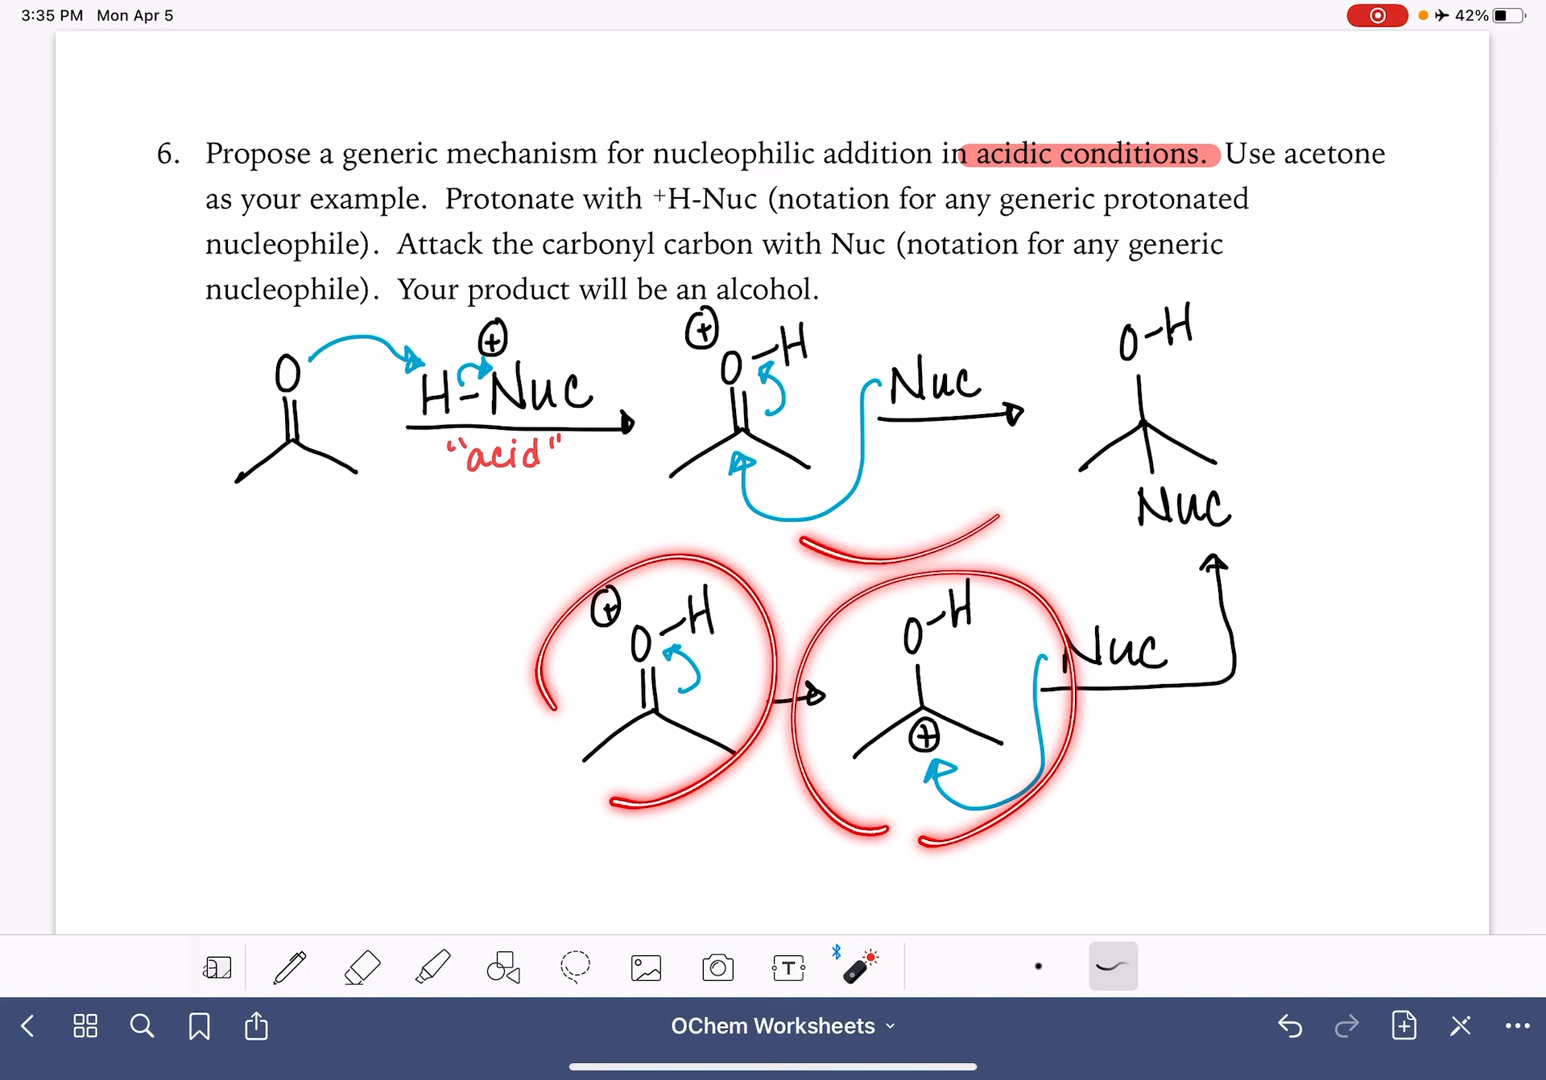 3:35 PM Mon Apr 5
42%
6. Propose a generic mechanism for nucleophilic addition in acidic conditions. Use acetone
as your example. Protonate with +H-Nuc (notation for any generic protonated
nucleophile). Attack the carbonyl carbon with Nuc (notation for any generic
nucleophile). Your product will be an alcohol.
O H-Nuc + "acid"
+ O-H Nuc
O-H Nuc
+ O-H
O-H + Nuc
T
OChem Worksheets